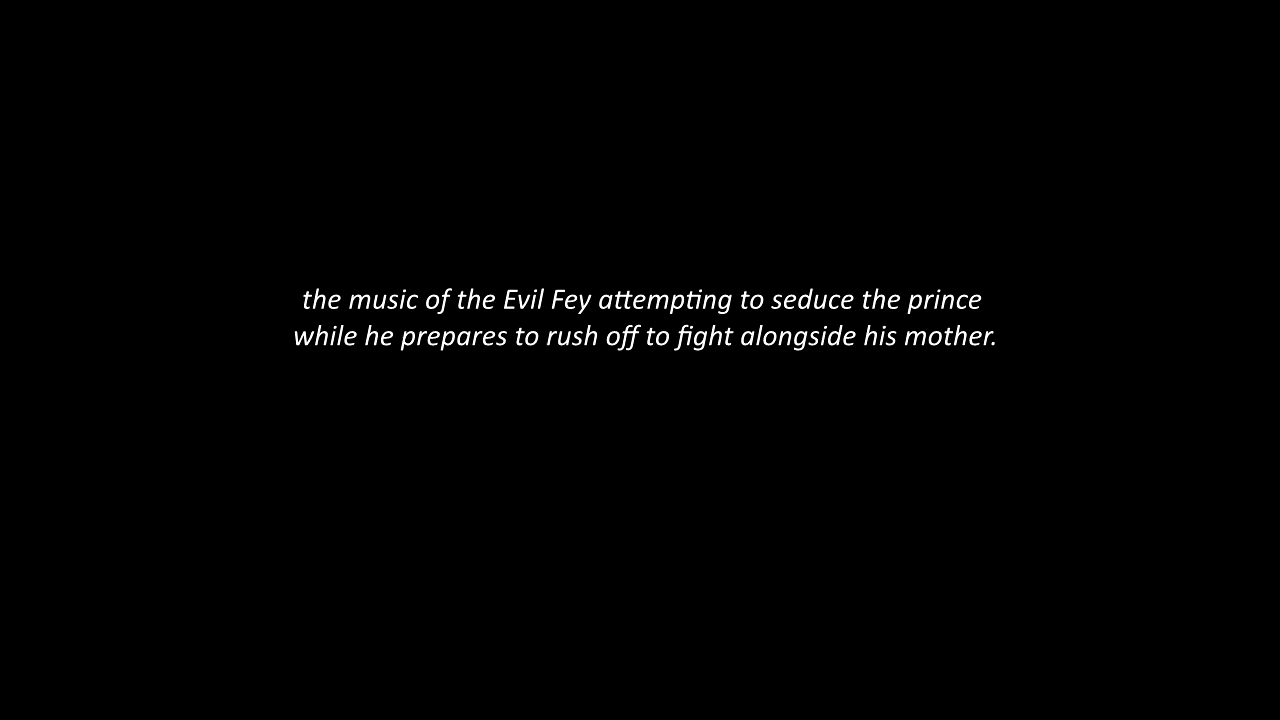 the music of the Evil Fey attempting to seduce the prince
while he prepares to rush off to fight alongside his mother.